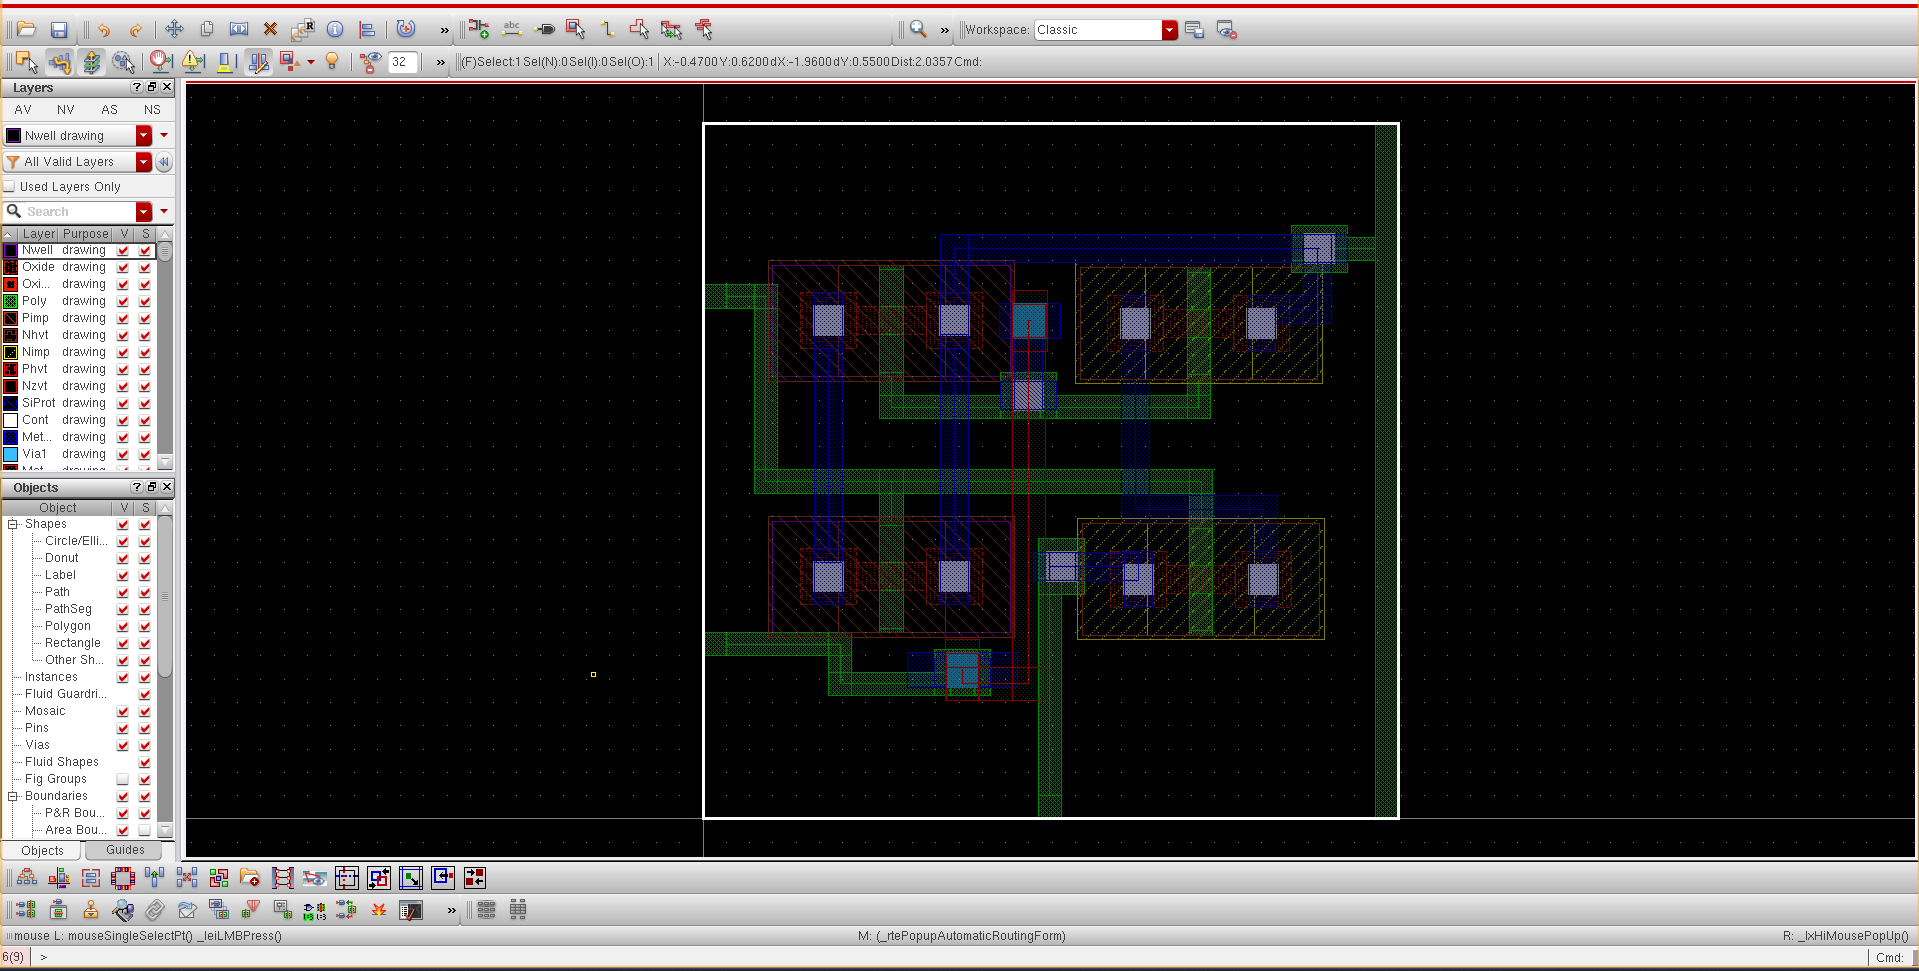 abc
R
Workspace: Classic
32
(F)Select:1 Sel(N):0 Sel(I):0 Sel(O):1 X:-0.4700 Y:0.6200 dX:-1.9600 dY:0.5500 Dist:2.0357 Cmd:
Layers
AV NV AS NS
Nwell drawing
All Valid Layers
Used Layers Only
Search
Layer Purpose V S
Nwell drawing
Oxide drawing
Oxi... drawing
Poly drawing
Pimp drawing
Nhvt drawing
Nimp drawing
Phvt drawing
Nzvt drawing
SiProt drawing
Cont drawing
Met... drawing
Via1 drawing
Met drawing
Objects
Object V S
Shapes
Circle/Elli...
Donut
Label
Path
PathSeg
Polygon
Rectangle
Other Sh...
Instances
Fluid Guardri...
Mosaic
Pins
Vias
Fluid Shapes
Fig Groups
Boundaries
P&R Bou...
Area Bou...
Objects Guides
mouse L: mouseSingleSelectPt() _leiLMBPress() M: (_rtePopupAutomaticRoutingForm) R: _lxHiMousePopUp()
6(9) > Cmd: